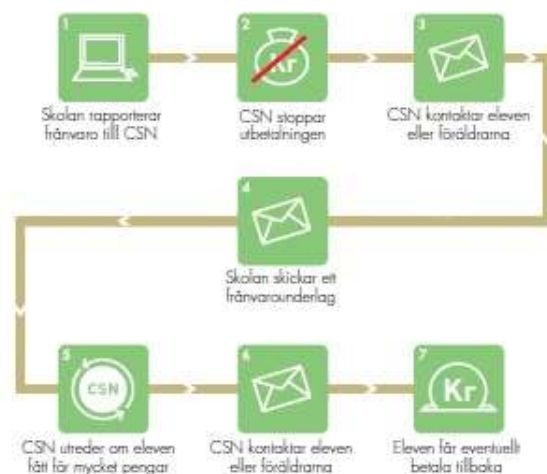 1
Skolan rapporterar
frånvaro till CSN
2
Kr
CSN stoppar
utbetalningen
3
CSN kontaktar eleven
eller föräldrarna
4
Skolan skickar ett
frånvarounderlag
5
CSN
CSN utreder om eleven
fått för mycket pengar
6
CSN kontaktar eleven
eller föräldrarna
7
Kr
Eleven får eventuellt
betala tillbaka